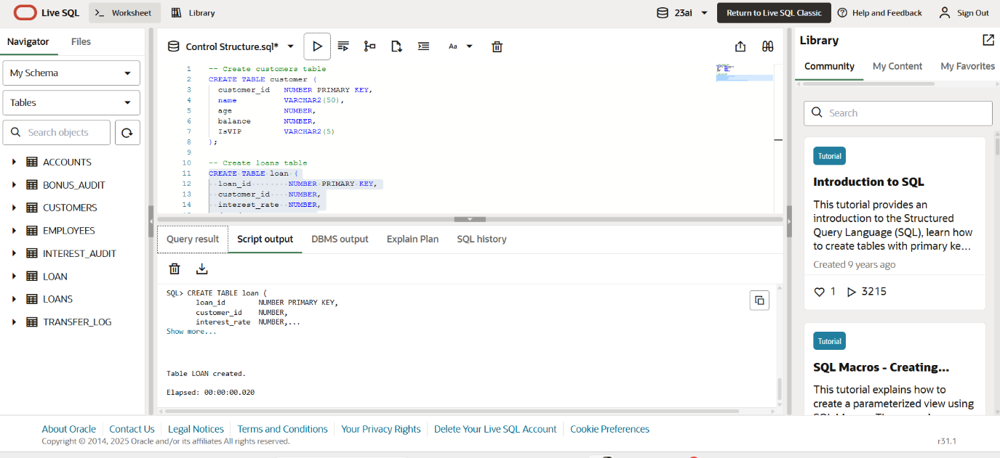 Live SQL
Worksheet
Library
23ai
Return to Live SQL Classic
Help and Feedback
Sign Out
Navigator
Files
My Schema
Tables
Search objects
ACCOUNTS
BONUS_AUDIT
CUSTOMERS
EMPLOYEES
INTEREST_AUDIT
LOAN
LOANS
TRANSFER_LOG
Control Structure.sql*
Aa
1 -- Create customers table
2 CREATE TABLE customer (
3 customer_id NUMBER PRIMARY KEY,
4 name VARCHAR2(50),
5 age NUMBER,
6 balance NUMBER,
7 IsVIP VARCHAR2(5)
8 );
9
10 -- Create loans table
11 CREATE TABLE loan (
12 loan_id NUMBER PRIMARY KEY,
13 customer_id NUMBER,
14 interest_rate NUMBER,
Query result
Script output
DBMS output
Explain Plan
SQL history
SQL> CREATE TABLE loan (
loan_id NUMBER PRIMARY KEY,
customer_id NUMBER,
interest_rate NUMBER,...
Show more...
Table LOAN created.
Elapsed: 00:00:00.020
Library
Community
My Content
My Favorites
Search
Tutorial
Introduction to SQL
This tutorial provides an
introduction to the Structured
Query Language (SQL), learn how
to create tables with primary ke...
Created 9 years ago
1
3215
Tutorial
SQL Macros - Creating...
This tutorial explains how to
create a parameterized view using
About Oracle
Contact Us
Legal Notices
Terms and Conditions
Your Privacy Rights
Delete Your Live SQL Account
Cookie Preferences
Copyright © 2014, 2025 Oracle and/or its affiliates All rights reserved.
r31.1